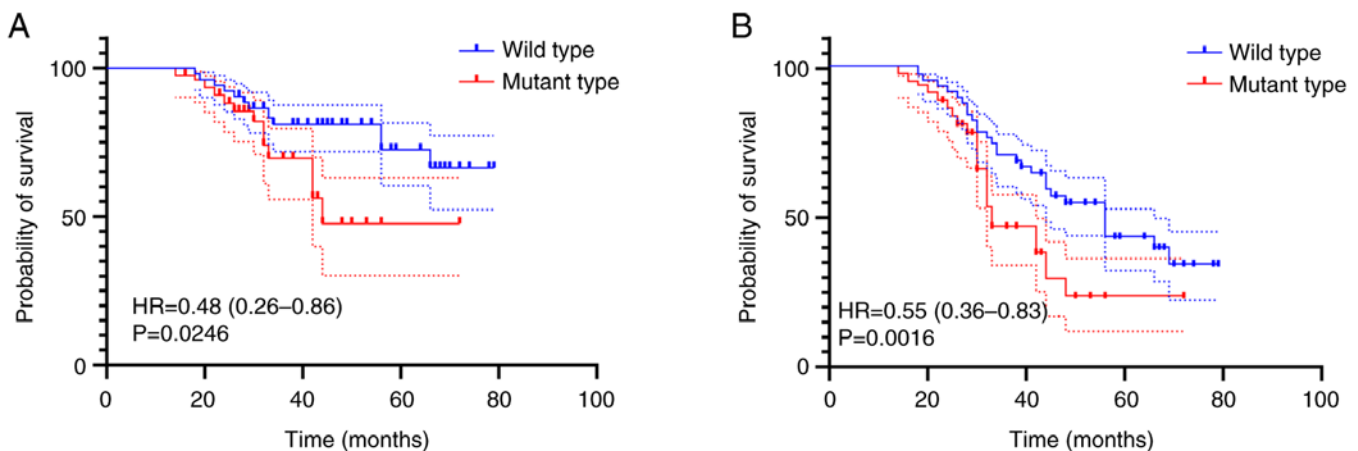 A
Wild type
Mutant type
Probability of survival
100
50
0
HR=0.48 (0.26–0.86)
P=0.0246
0 20 40 60 80 100
Time (months)
B
Wild type
Mutant type
Probability of survival
100
50
0
HR=0.55 (0.36–0.83)
P=0.0016
0 20 40 60 80 100
Time (months)